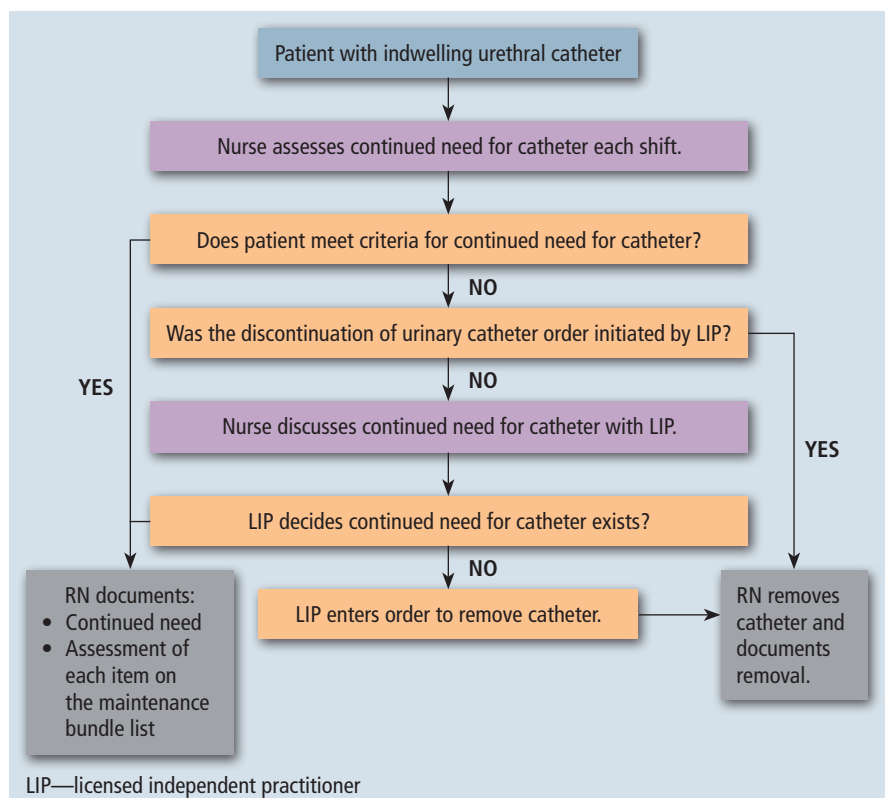 Patient with indwelling urethral catheter
Nurse assesses continued need for catheter each shift.
Does patient meet criteria for continued need for catheter?
NO
Was the discontinuation of urinary catheter order initiated by LIP?
NO
YES
Nurse discusses continued need for catheter with LIP.
YES
LIP decides continued need for catheter exists?
NO
RN documents:
• Continued need
• Assessment of
each item on
the maintenance
bundle list
LIP enters order to remove catheter.
RN removes
catheter and
documents
removal.
LIP—licensed independent practitioner